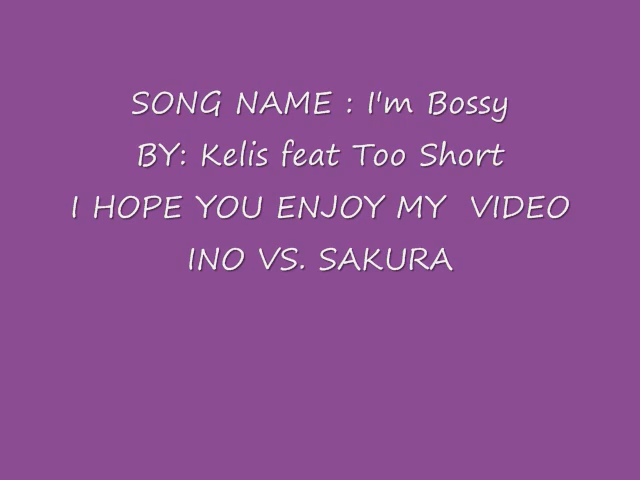 SONG NAME : I'm Bossy
BY: Kelis feat Too Short
I HOPE YOU ENJOY MY  VIDEO
INO VS. SAKURA